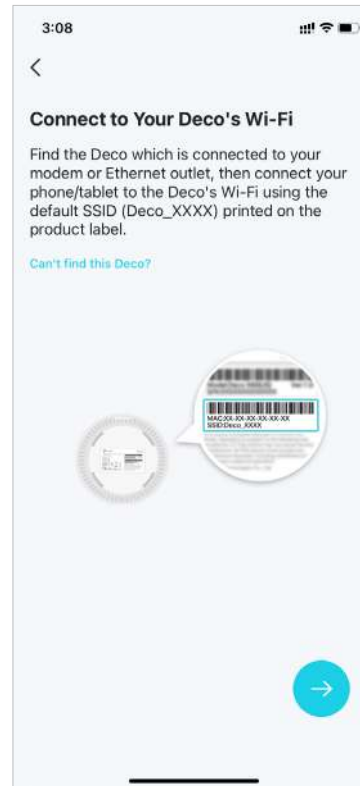 3:08
Connect to Your Deco's Wi-Fi
Find the Deco which is connected to your
modem or Ethernet outlet, then connect your
phone/tablet to the Deco's Wi-Fi using the
default SSID (Deco_XXXX) printed on the
product label.
Can't find this Deco?
MAC:XX-XX-XX-XX-XX-XX
SSID:Deco_XXXX